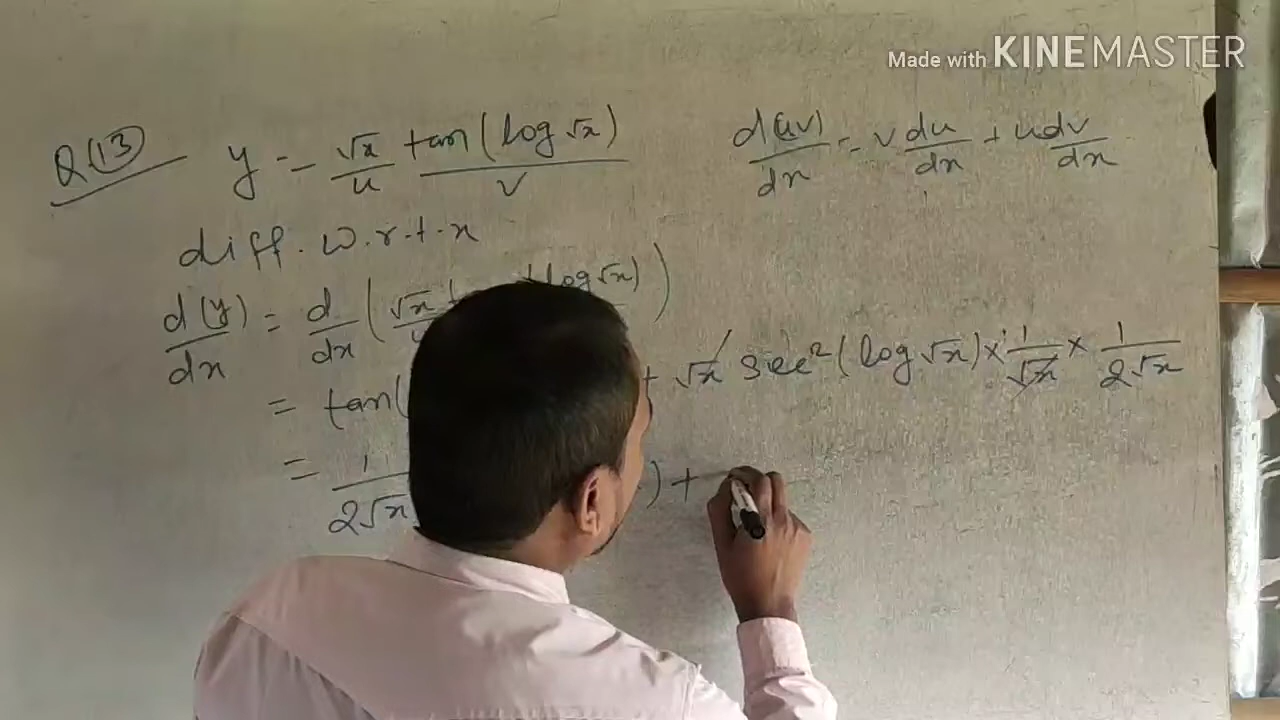 Made with KINEMASTER
Q(13) y = √x/u tan(log √x)/v d(uv)/dx = v du/dx + u dv/dx
diff. w.r.t. x
d(y)/dx = d/dx (√x log √x)
= tan( + √x sec²(log √x) × 1/√x × 1/2√x
= 1/2√x ) +